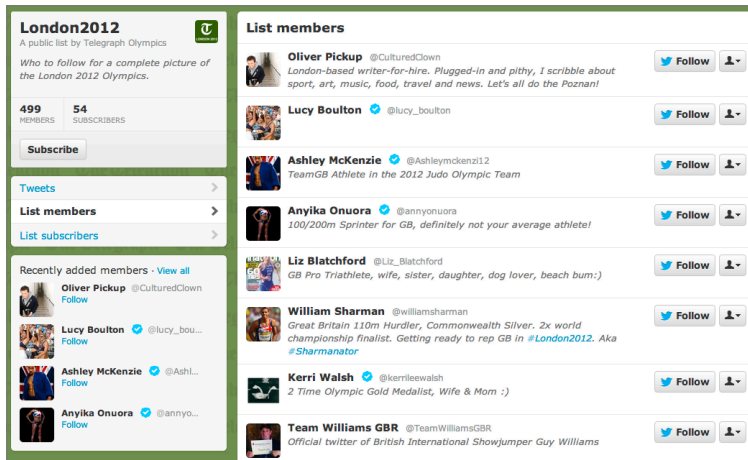 London2012
A public list by Telegraph Olympics
Who to follow for a complete picture of
the London 2012 Olympics.
499
MEMBERS
54
SUBSCRIBERS
Subscribe
Tweets
List members
List subscribers
Recently added members · View all
Oliver Pickup @CulturedClown
Follow
Lucy Boulton @lucy_bou...
Follow
Ashley McKenzie @Ashl...
Follow
Anyika Onuora @annyo...
Follow
List members
Oliver Pickup @CulturedClown
London-based writer-for-hire. Plugged-in and pithy, I scribble about
sport, art, music, food, travel and news. Let's all do the Poznan!
Follow
Lucy Boulton @lucy_boulton
Follow
Ashley McKenzie @Ashleymckenzi12
TeamGB Athlete in the 2012 Judo Olympic Team
Follow
Anyika Onuora @annyonuora
100/200m Sprinter for GB, definitely not your average athlete!
Follow
Liz Blatchford @Liz_Blatchford
GB Pro Triathlete, wife, sister, daughter, dog lover, beach bum:)
Follow
William Sharman @williamsharman
Great Britain 110m Hurdler, Commonwealth Silver. 2x world
championship finalist. Getting ready to rep GB in #London2012. Aka
#Sharmanator
Follow
Kerri Walsh @kerrileewalsh
2 Time Olympic Gold Medalist, Wife & Mom :)
Follow
Team Williams GBR @TeamWilliamsGBR
Official twitter of British International Showjumper Guy Williams
Follow